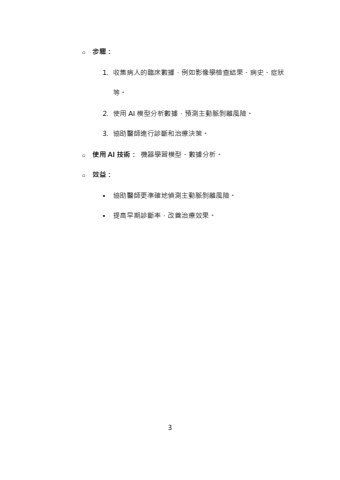 o 步驟：
1. 收集病人的臨床數據，例如影像學檢查結果、病史、症狀
等。
2. 使用 AI 模型分析數據，預測主動脈剝離風險。
3. 協助醫師進行診斷和治療決策。
o 使用 AI 技術： 機器學習模型、數據分析。
o 效益：
▪ 協助醫師更準確地偵測主動脈剝離風險。
▪ 提高早期診斷率，改善治療效果。
3